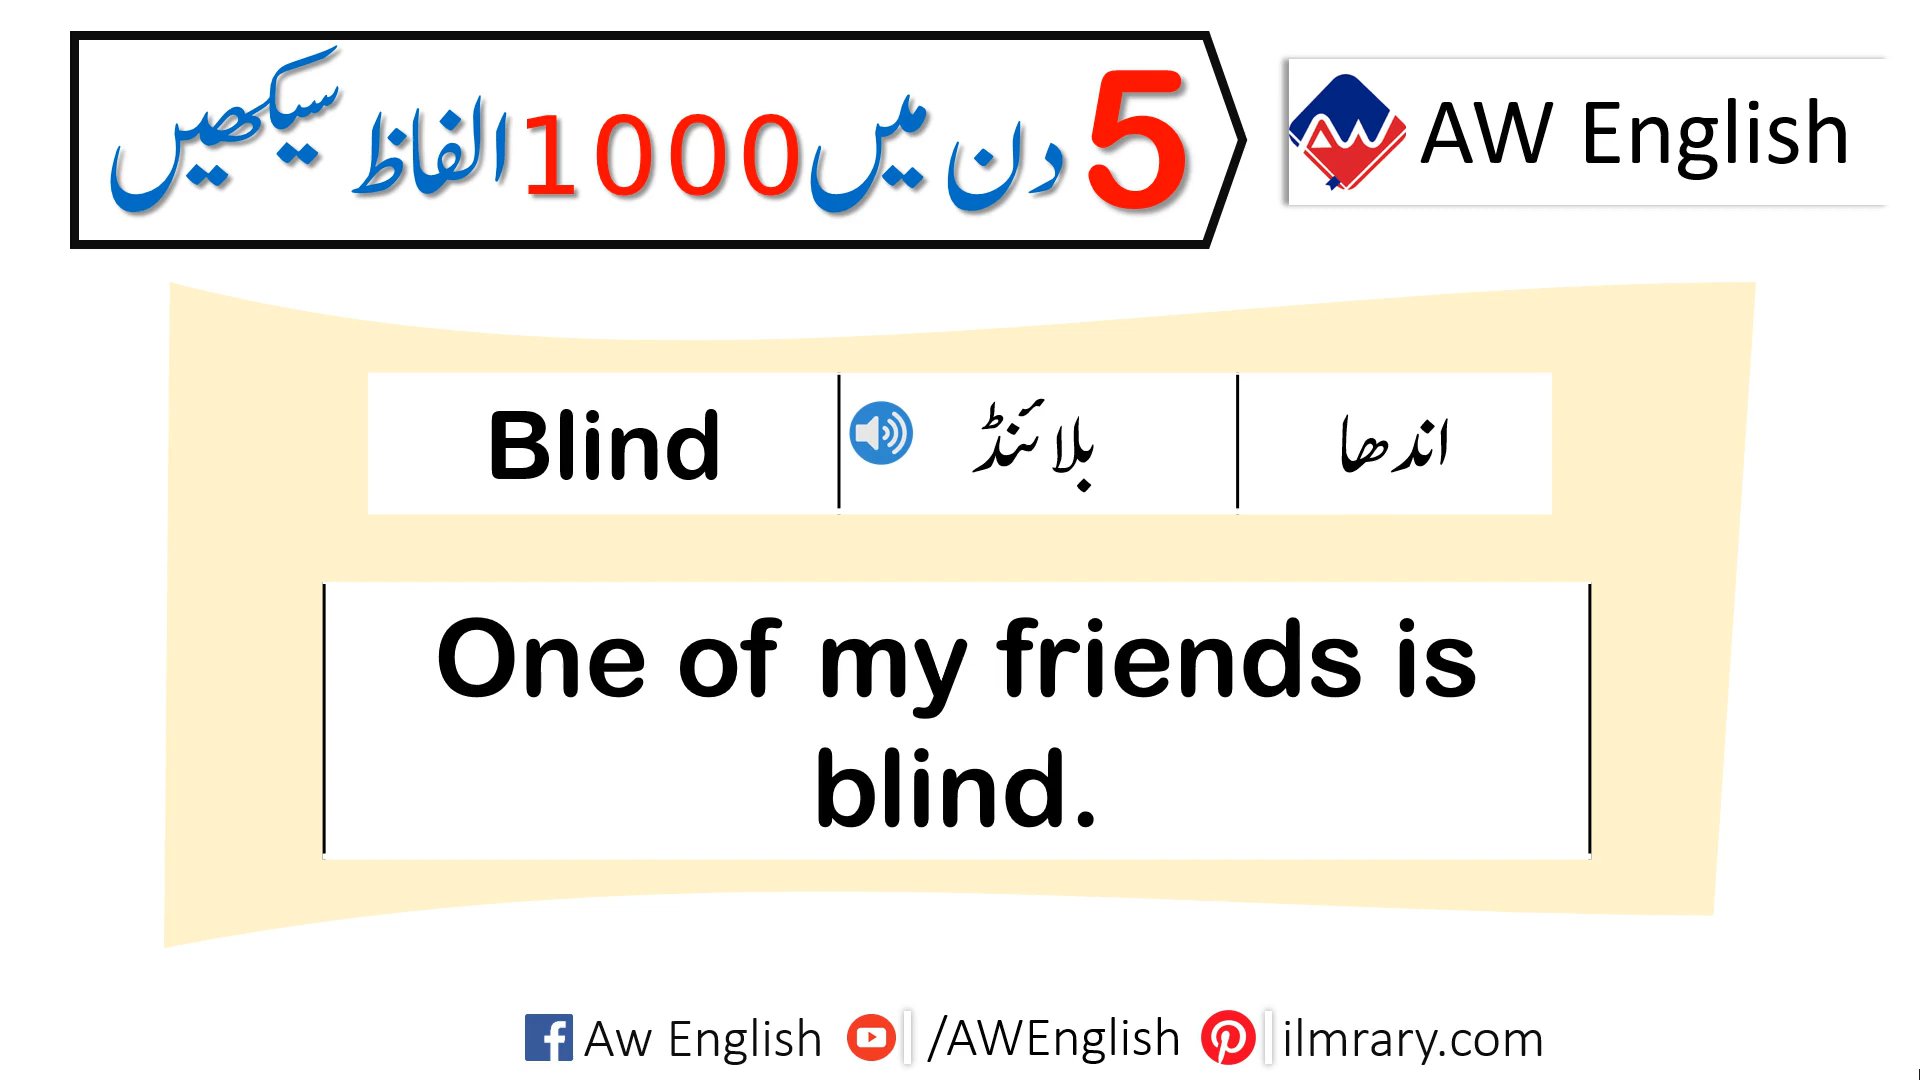 5 دن میں 1000 الفاظ سیکھیں
AW English
Blind
بلائنڈ
اندھا
One of my friends is
blind.
Aw English
/AWEnglish
ilmrary.com